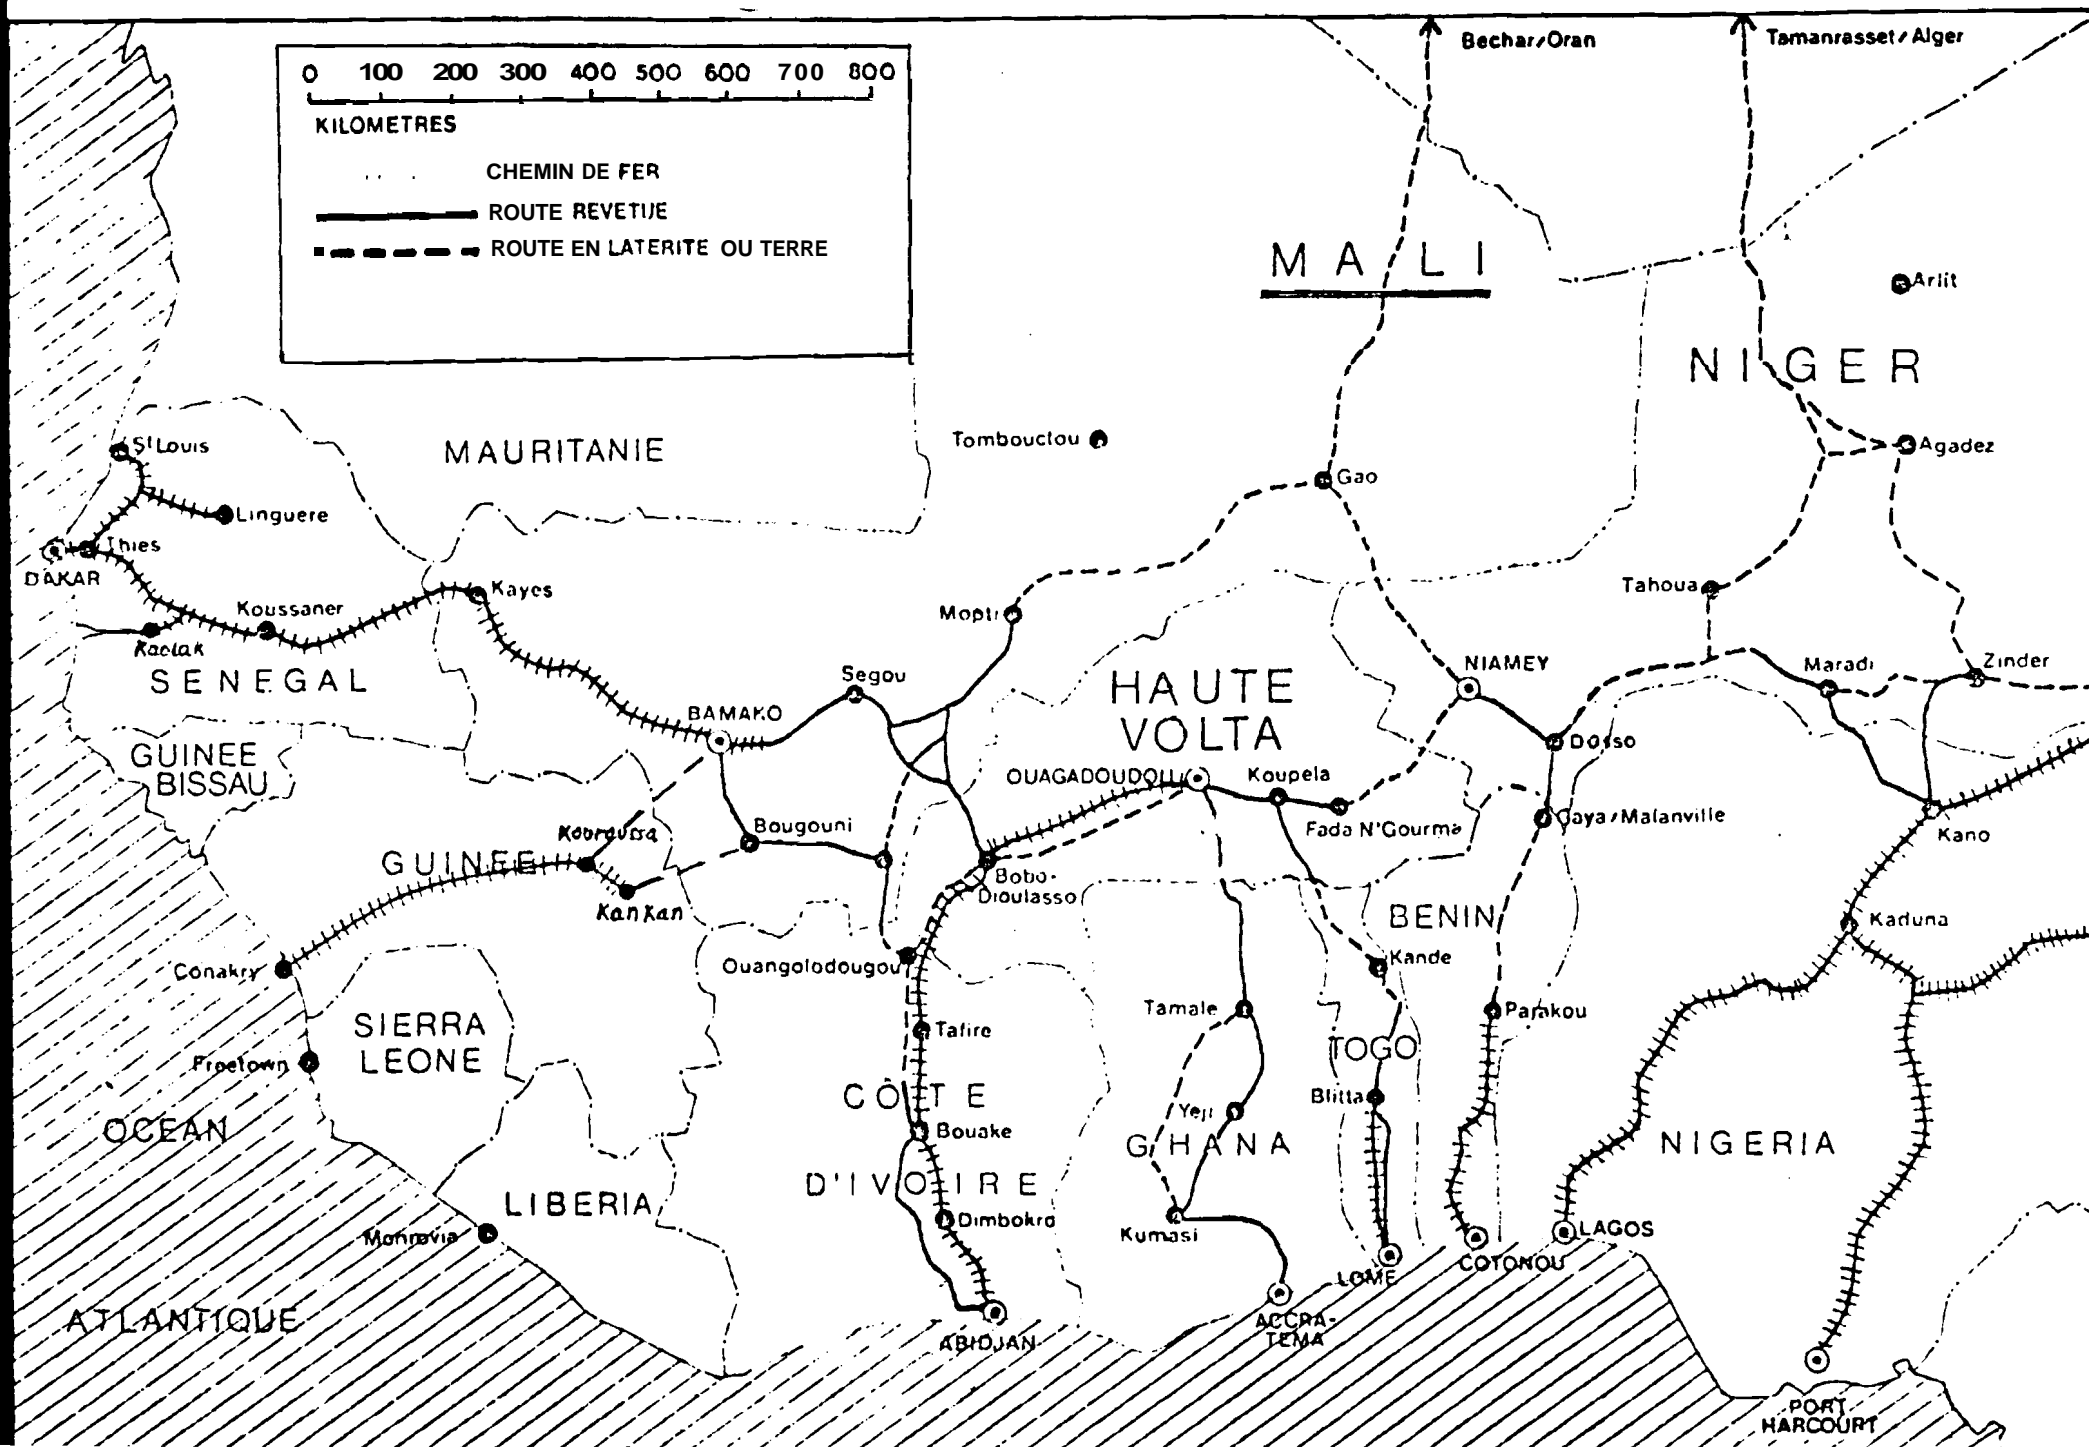 Bechar/Oran
Tamanrasset/Alger
0 100 200 300 400 500 600 700 800
KILOMETRES
CHEMIN DE FER
ROUTE REVETUE
ROUTE EN LATERITE OU TERRE
MALI
Arlit
NIGER
MAURITANIE
Tombouctou
St Louis
Gao
Agadez
Linguere
Thies
DAKAR
Kayes
Koussaner
Mopti
Tahoua
Kaolak
SENEGAL
Segou
HAUTE
VOLTA
NIAMEY
Maradi
Zinder
BAMAKO
GUINEE
BISSAU
Dosso
OUAGADOUDOU
Koupela
Fada N'Gourma
Gaya/Malanville
Kano
Bougouni
Kouroussa
GUINEE
Kankan
Bobo-
Dioulasso
BENIN
Kaduna
Conakry
Ouangolodougou
Kande
SIERRA
LEONE
Freetown
Tafire
Tamale
Parakou
TOGO
CÔTE
D'IVOIRE
Blitta
Yeji
GHANA
NIGERIA
OCEAN
ATLANTIQUE
Bouake
LIBERIA
Monrovia
Dimbokro
Kumasi
LAGOS
COTONOU
LOME
ACCRA-
TEMA
ABIDJAN
PORT
HARCOURT